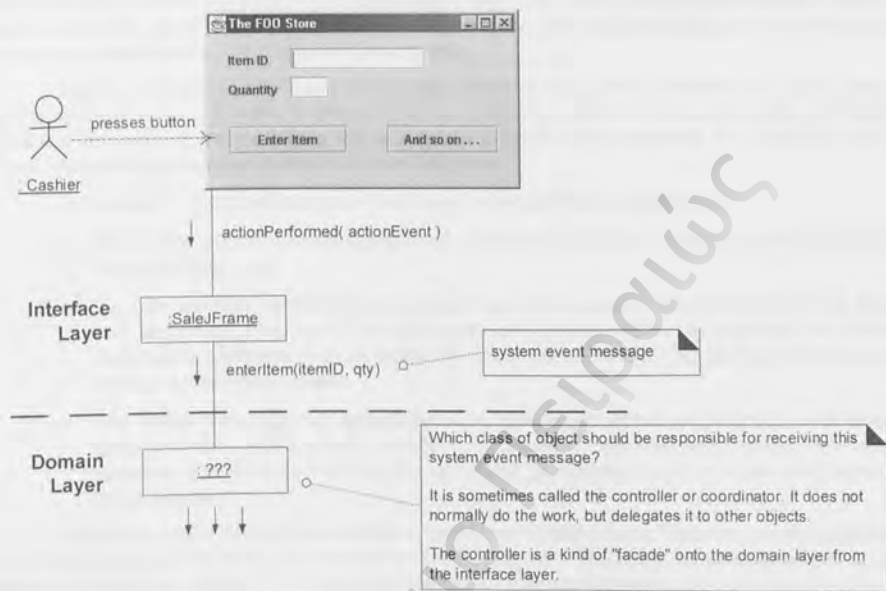 The FOO Store
Item ID
Quantity
Enter Item
And so on . . .
presses button
: Cashier
actionPerformed( actionEvent )
Interface
Layer
:SaleJFrame
system event message
enterItem(itemID, qty)
Which class of object should be responsible for receiving this
system event message?
It is sometimes called the controller or coordinator. It does not
normally do the work, but delegates it to other objects.
The controller is a kind of "facade" onto the domain layer from
the interface layer.
Domain
Layer
: ???
το Πειραιώς